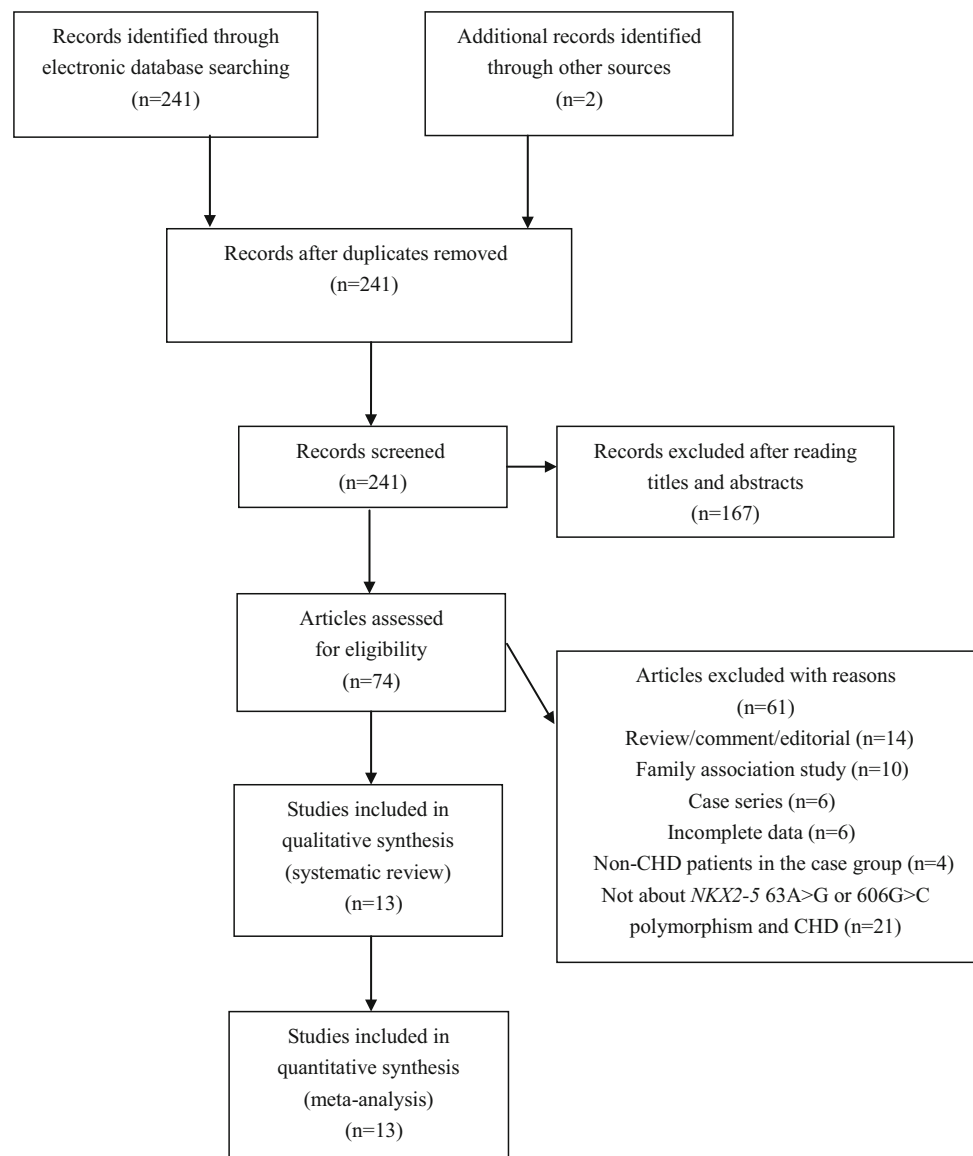 Records identified through
electronic database searching
(n=241)
Additional records identified
through other sources
(n=2)
Records after duplicates removed
(n=241)
Records screened
(n=241)
Records excluded after reading
titles and abstracts
(n=167)
Articles assessed
for eligibility
(n=74)
Articles excluded with reasons
(n=61)
Review/comment/editorial (n=14)
Family association study (n=10)
Case series (n=6)
Incomplete data (n=6)
Non-CHD patients in the case group (n=4)
Not about NKX2-5 63A>G or 606G>C
polymorphism and CHD (n=21)
Studies included in
qualitative synthesis
(systematic review)
(n=13)
Studies included in
quantitative synthesis
(meta-analysis)
(n=13)